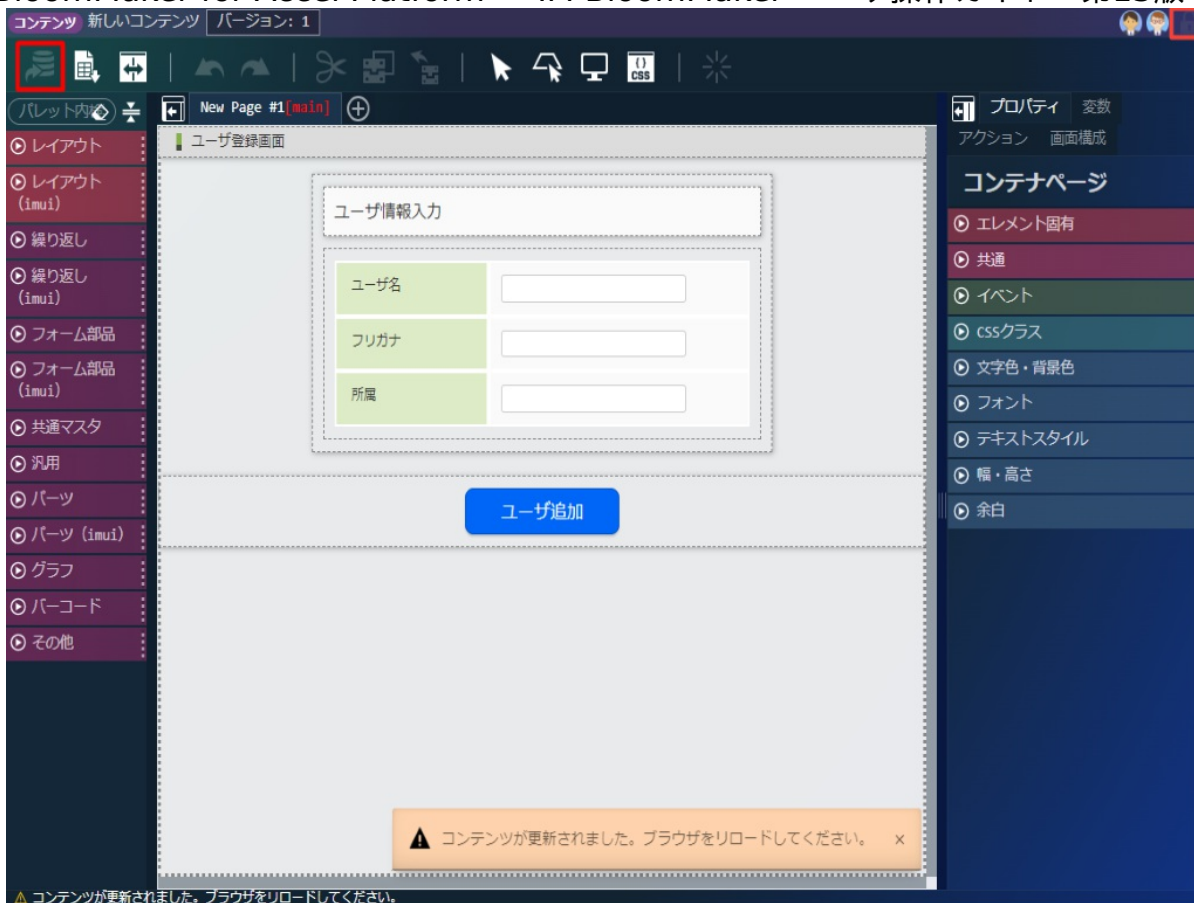 コンテンツ 新しいコンテンツ バージョン: 1
{} CSS
パレット内検
New Page #1[main]
プロパティ 変数
アクション 画面構成
レイアウト
レイアウト
(imui)
繰り返し
繰り返し
(imui)
フォーム部品
フォーム部品
(imui)
共通マスタ
汎用
パーツ
パーツ (imui)
グラフ
バーコード
その他
ユーザ登録画面
ユーザ情報入力
ユーザ名
フリガナ
所属
ユーザ追加
コンテンツが更新されました。ブラウザをリロードしてください。 ×
コンテナページ
エレメント固有
共通
イベント
cssクラス
文字色・背景色
フォント
テキストスタイル
幅・高さ
余白
コンテンツが更新されました。ブラウザをリロードしてください。